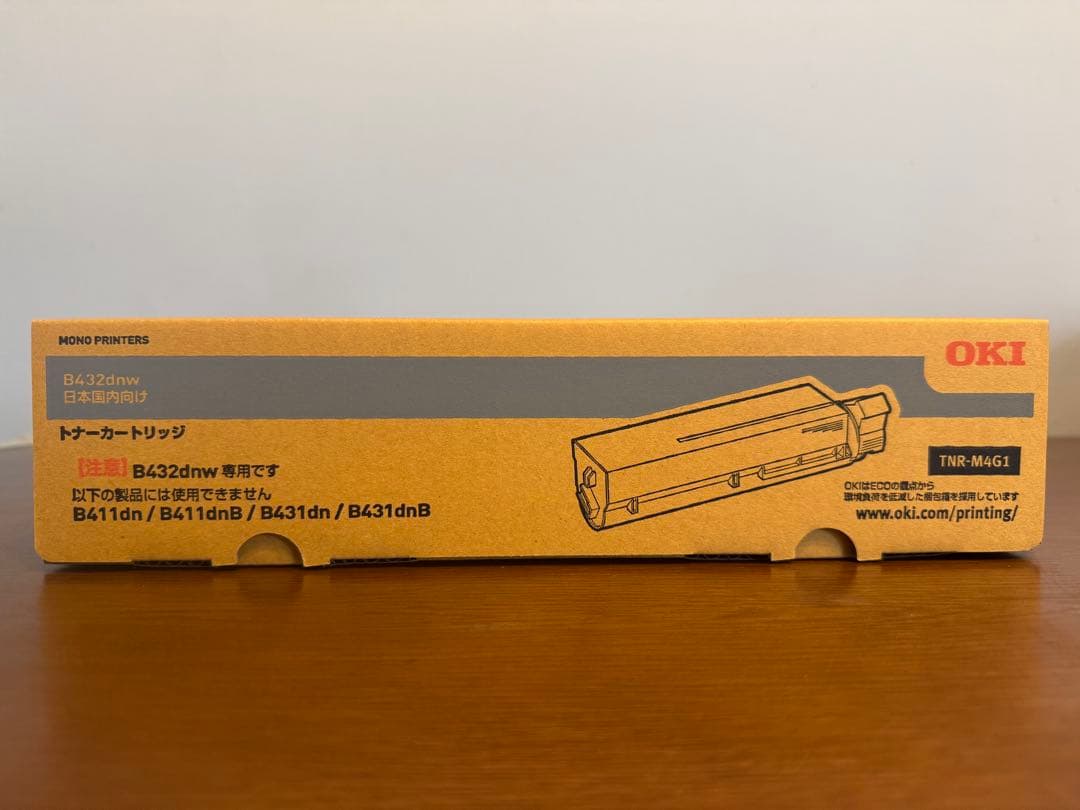 MONO PRINTERS
OKI
B432dnw
日本国内向け
トナーカートリッジ
【注意】B432dnw 専用です
以下の製品には使用できません
B411dn / B411dnB / B431dn / B431dnB
TNR-M4G1
OKIはECOの観点から
環境負荷を低減した梱包箱を採用しています
www.oki.com/printing/